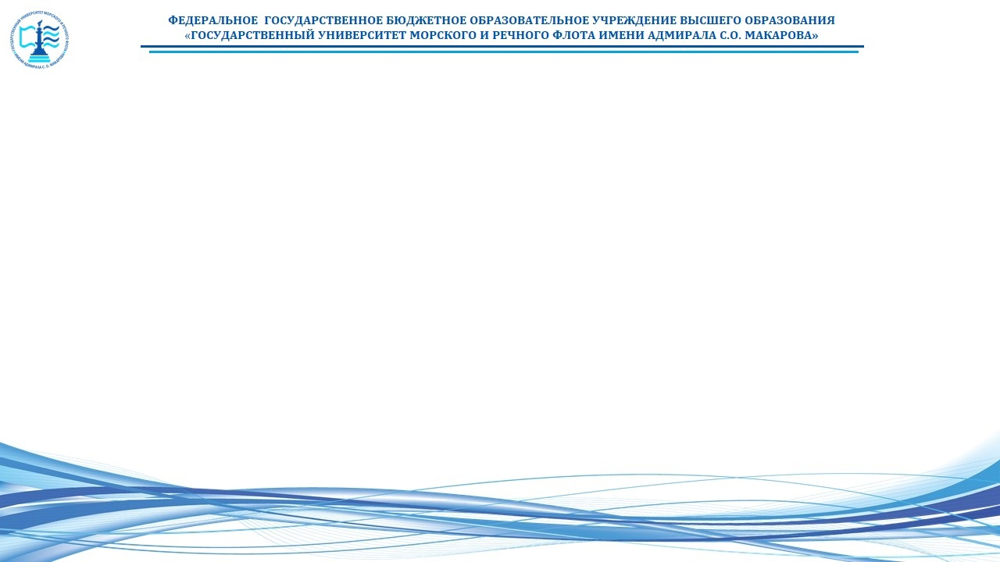 ФЕДЕРАЛЬНОЕ ГОСУДАРСТВЕННОЕ БЮДЖЕТНОЕ ОБРАЗОВАТЕЛЬНОЕ УЧРЕЖДЕНИЕ ВЫСШЕГО ОБРАЗОВАНИЯ
«ГОСУДАРСТВЕННЫЙ УНИВЕРСИТЕТ МОРСКОГО И РЕЧНОГО ФЛОТА ИМЕНИ АДМИРАЛА С.О. МАКАРОВА»